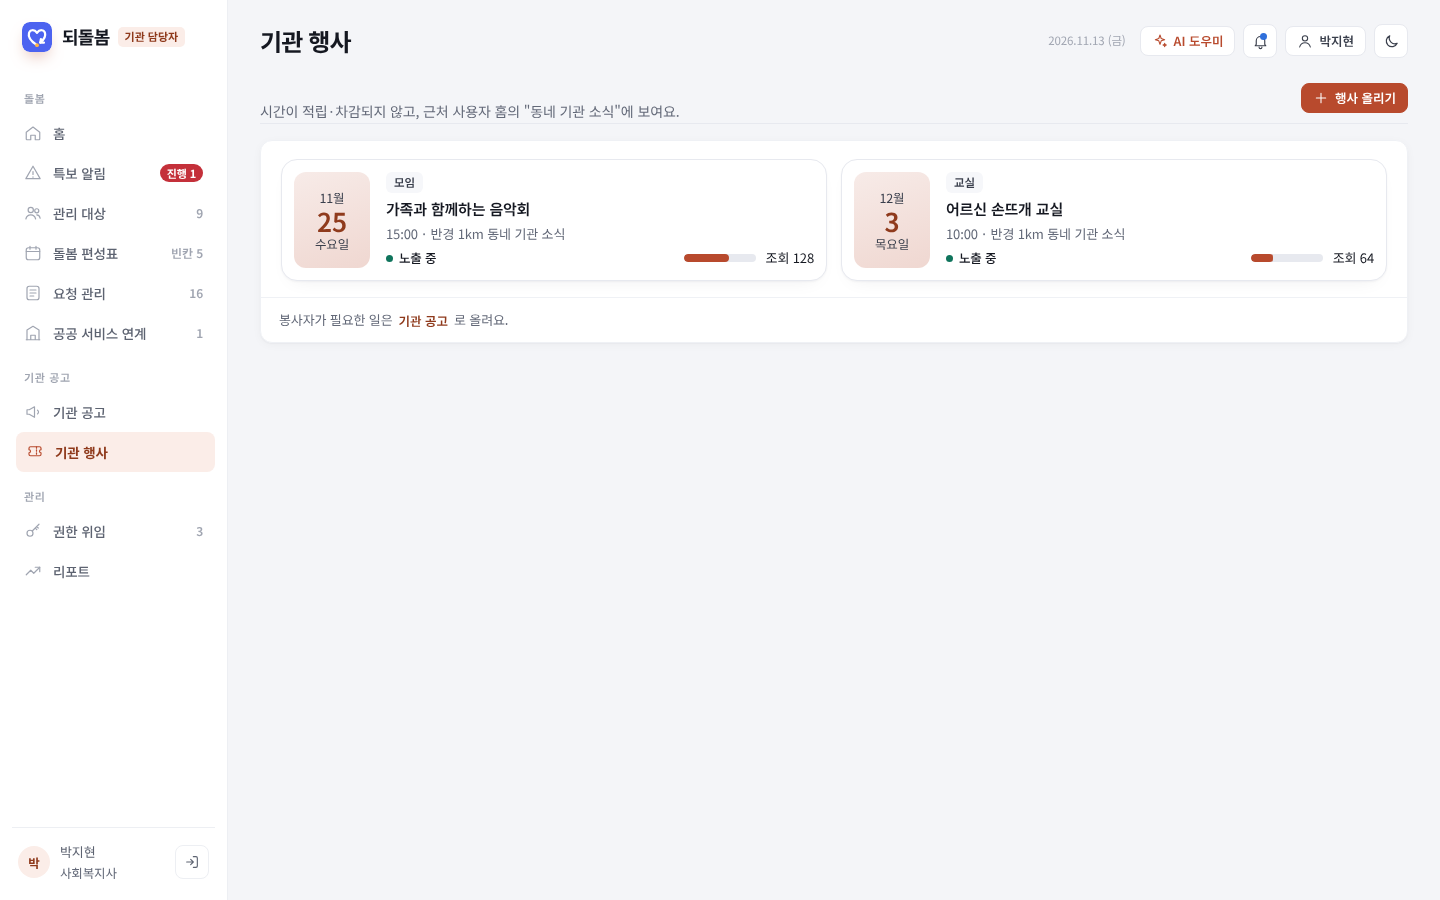 되돌봄 기관 담당자
돌봄
홈
특보 알림 진행 1
관리 대상 9
돌봄 편성표 빈칸 5
요청 관리 16
공공 서비스 연계 1
기관 공고
기관 공고
기관 행사
관리
권한 위임 3
리포트
박 박지현
사회복지사
기관 행사
2026.11.13 (금) AI 도우미 박지현
시간이 적립·차감되지 않고, 근처 사용자 홈의 "동네 기관 소식"에 보여요.
행사 올리기
11월
25
수요일
모임
가족과 함께하는 음악회
15:00 · 반경 1km 동네 기관 소식
노출 중 조회 128
12월
3
목요일
교실
어르신 손뜨개 교실
10:00 · 반경 1km 동네 기관 소식
노출 중 조회 64
봉사자가 필요한 일은 기관 공고 로 올려요.